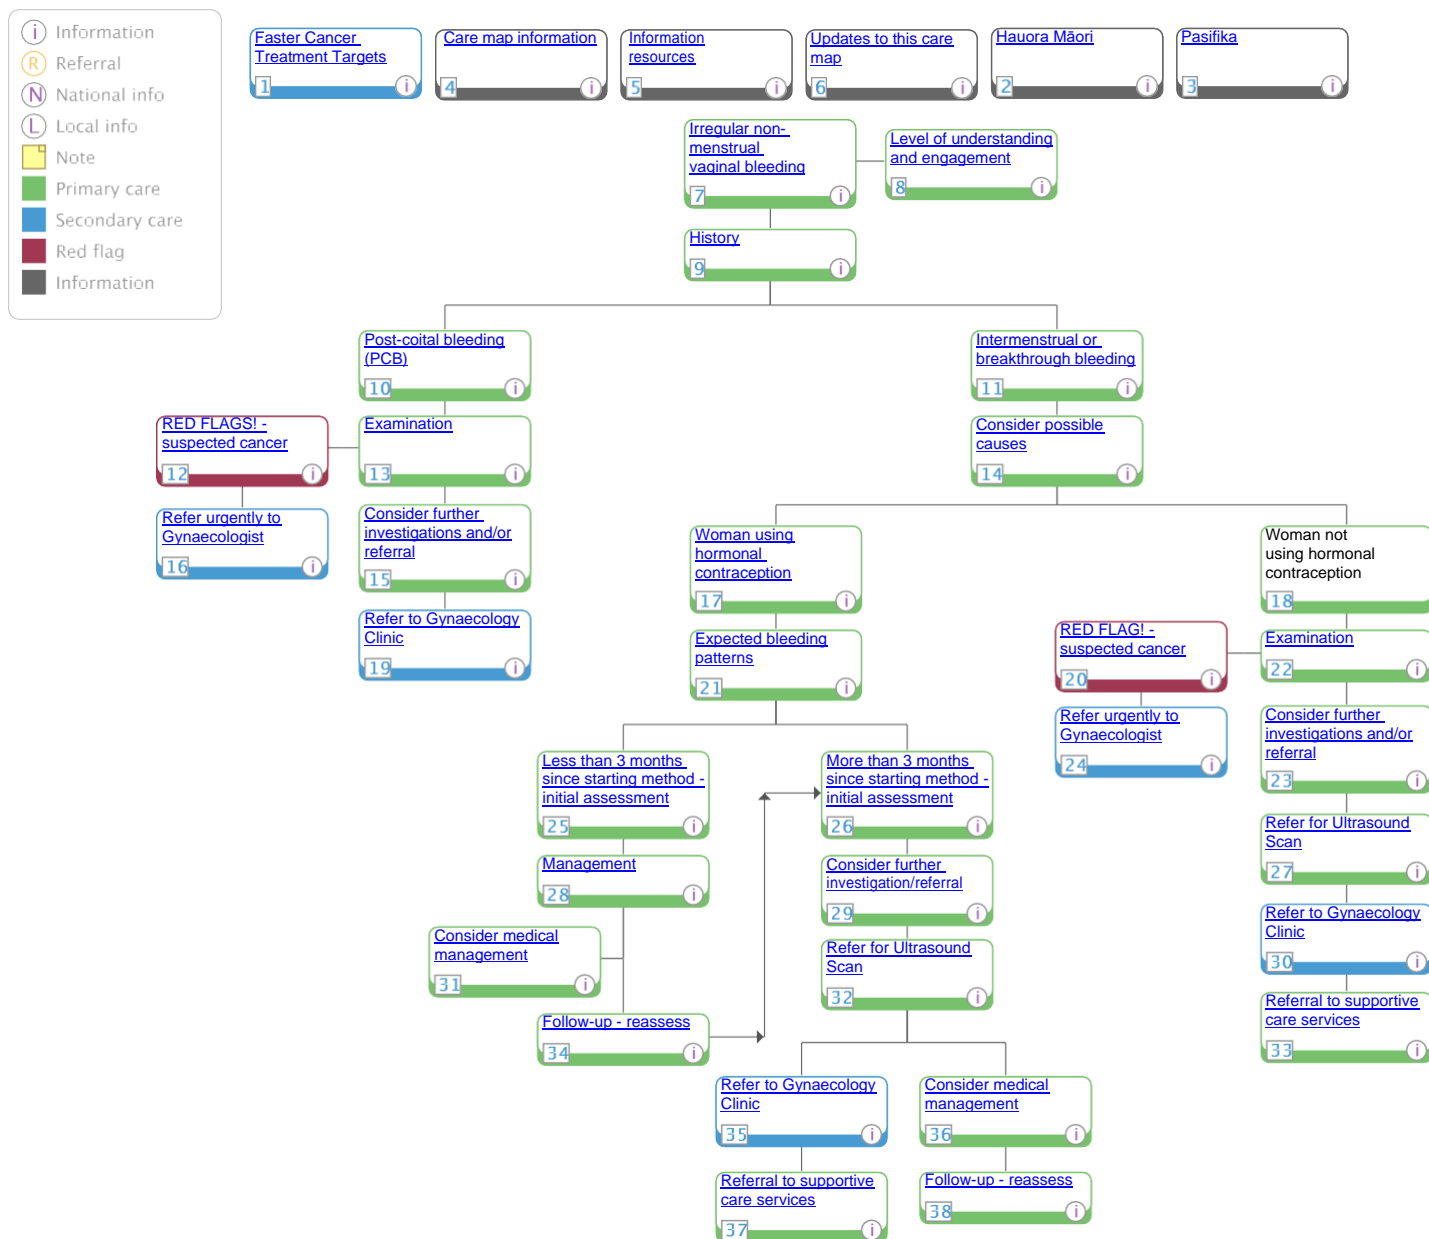 i Information
R Referral
N National info
L Local info
Note
Primary care
Secondary care
Red flag
Information
Faster Cancer
Treatment Targets
1 i
Care map information
4 i
Information
resources
5 i
Updates to this care
map
6 i
Hauora Māori
2 i
Pasifika
3 i
Irregular non-
menstrual
vaginal bleeding
7 i
Level of understanding
and engagement
8 i
History
9 i
Post-coital bleeding
(PCB)
10 i
Intermenstrual or
breakthrough bleeding
11 i
RED FLAGS! -
suspected cancer
12 i
Examination
13 i
Consider possible
causes
14 i
Refer urgently to
Gynaecologist
16 i
Consider further
investigations and/or
referral
15 i
Woman using
hormonal
contraception
17 i
Woman not
using hormonal
contraception
18
Refer to Gynaecology
Clinic
19 i
Expected bleeding
patterns
21 i
RED FLAG! -
suspected cancer
20 i
Examination
22 i
Refer urgently to
Gynaecologist
24 i
Consider further
investigations and/or
referral
23 i
Less than 3 months
since starting method -
initial assessment
25 i
More than 3 months
since starting method -
initial assessment
26 i
Refer for Ultrasound
Scan
27 i
Management
28 i
Consider further
investigation/referral
29 i
Refer to Gynaecology
Clinic
30 i
Consider medical
management
31 i
Refer for Ultrasound
Scan
32 i
Referral to supportive
care services
33 i
Follow-up - reassess
34 i
Refer to Gynaecology
Clinic
35 i
Consider medical
management
36 i
Referral to supportive
care services
37 i
Follow-up - reassess
38 i